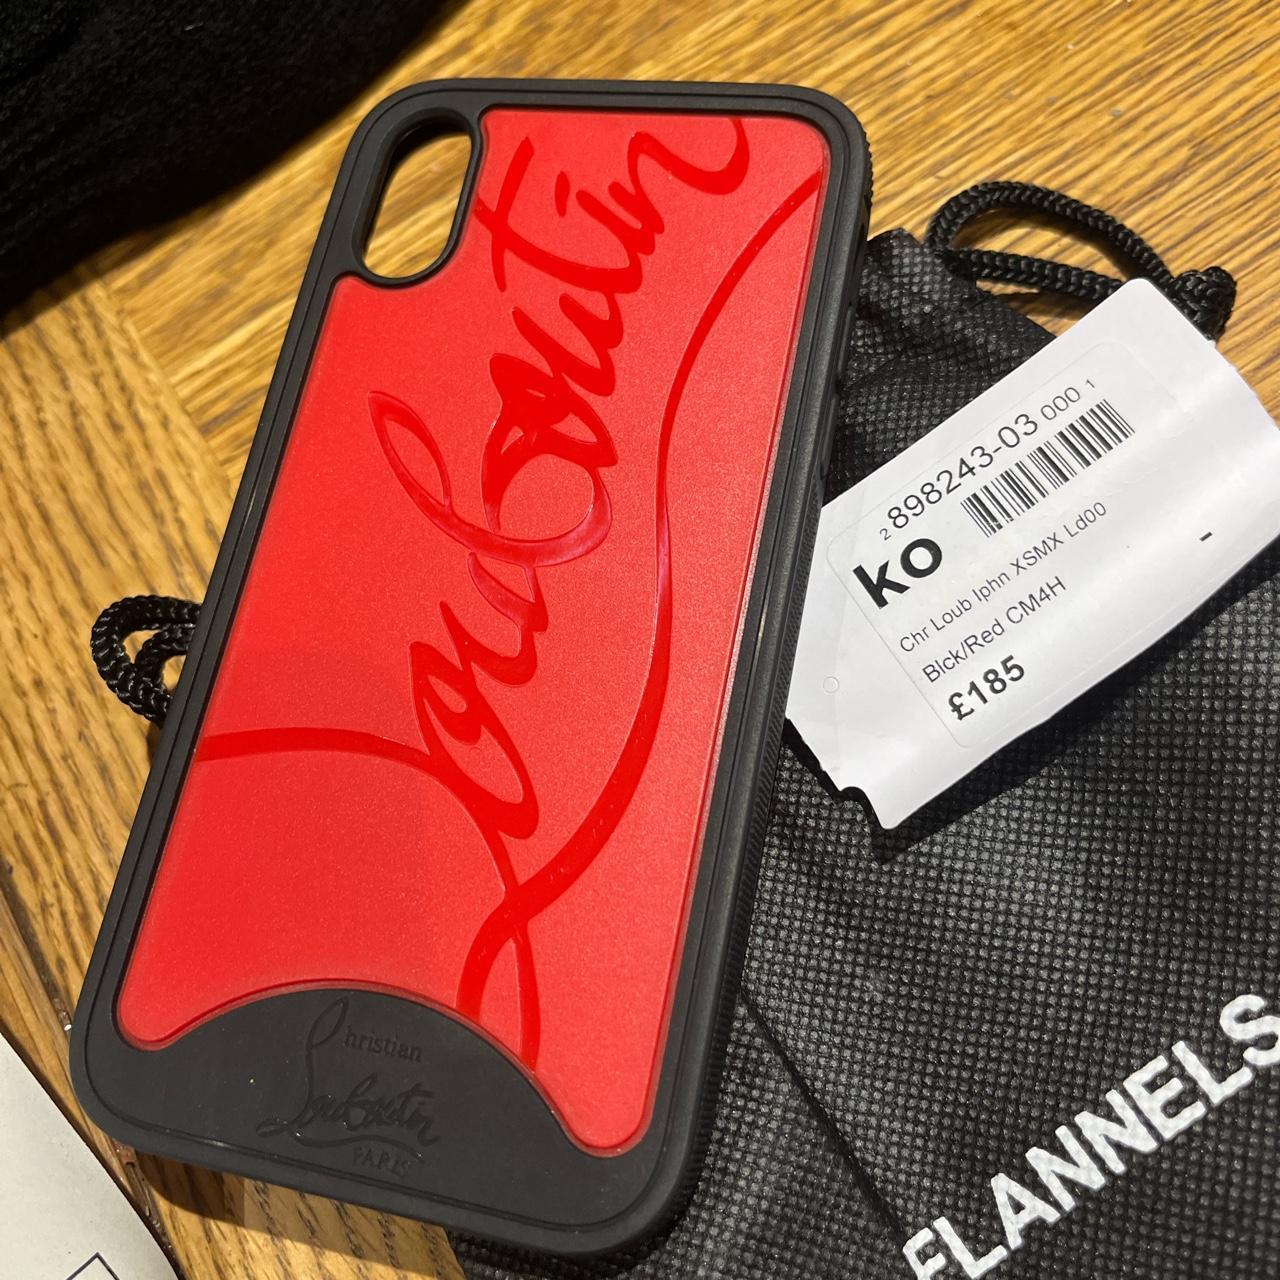 Louboutin
Christian
Louboutin
PARIS
2 898243-03 000 1
ko
Chr Loub Iphn XSMX Ld00
Blck/Red CM4H
-
£185
FLANNELS